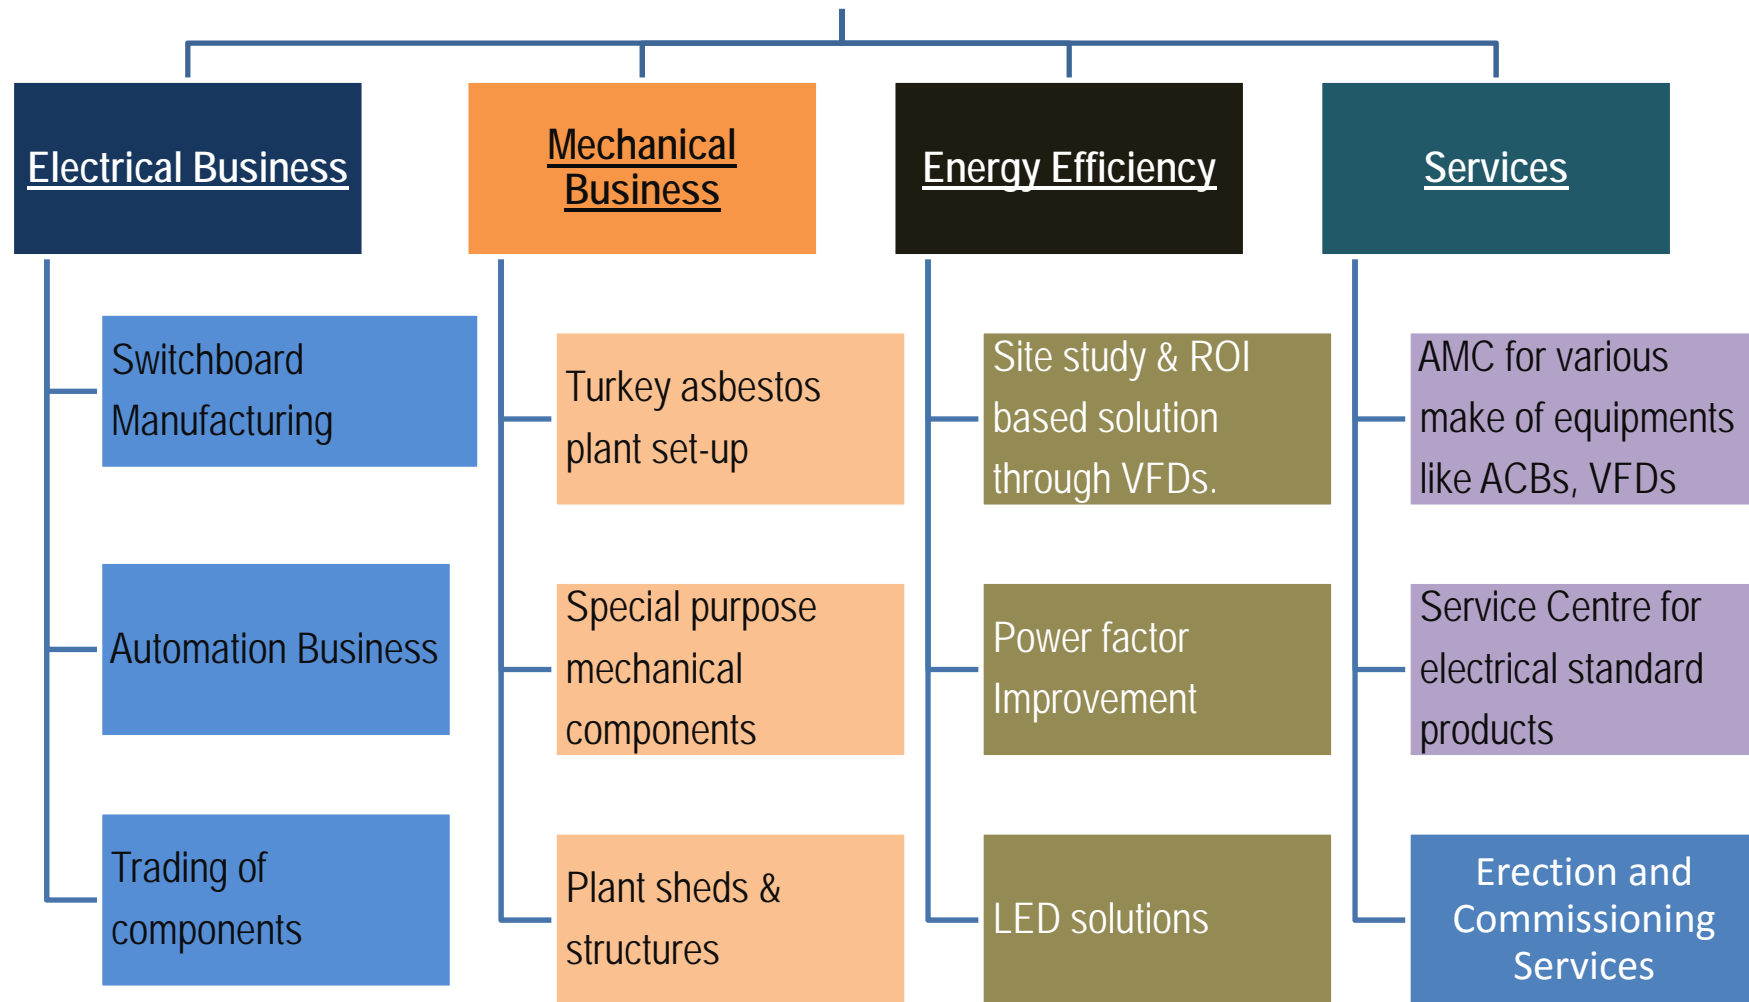 Electrical Business
Switchboard
Manufacturing
Automation Business
Trading of
components
Mechanical
Business
Turkey asbestos
plant set-up
Special purpose
mechanical
components
Plant sheds &
structures
Energy Efficiency
Site study & ROI
based solution
through VFDs.
Power factor
Improvement
LED solutions
Services
AMC for various
make of equipments
like ACBs, VFDs
Service Centre for
electrical standard
products
Erection and
Commissioning
Services